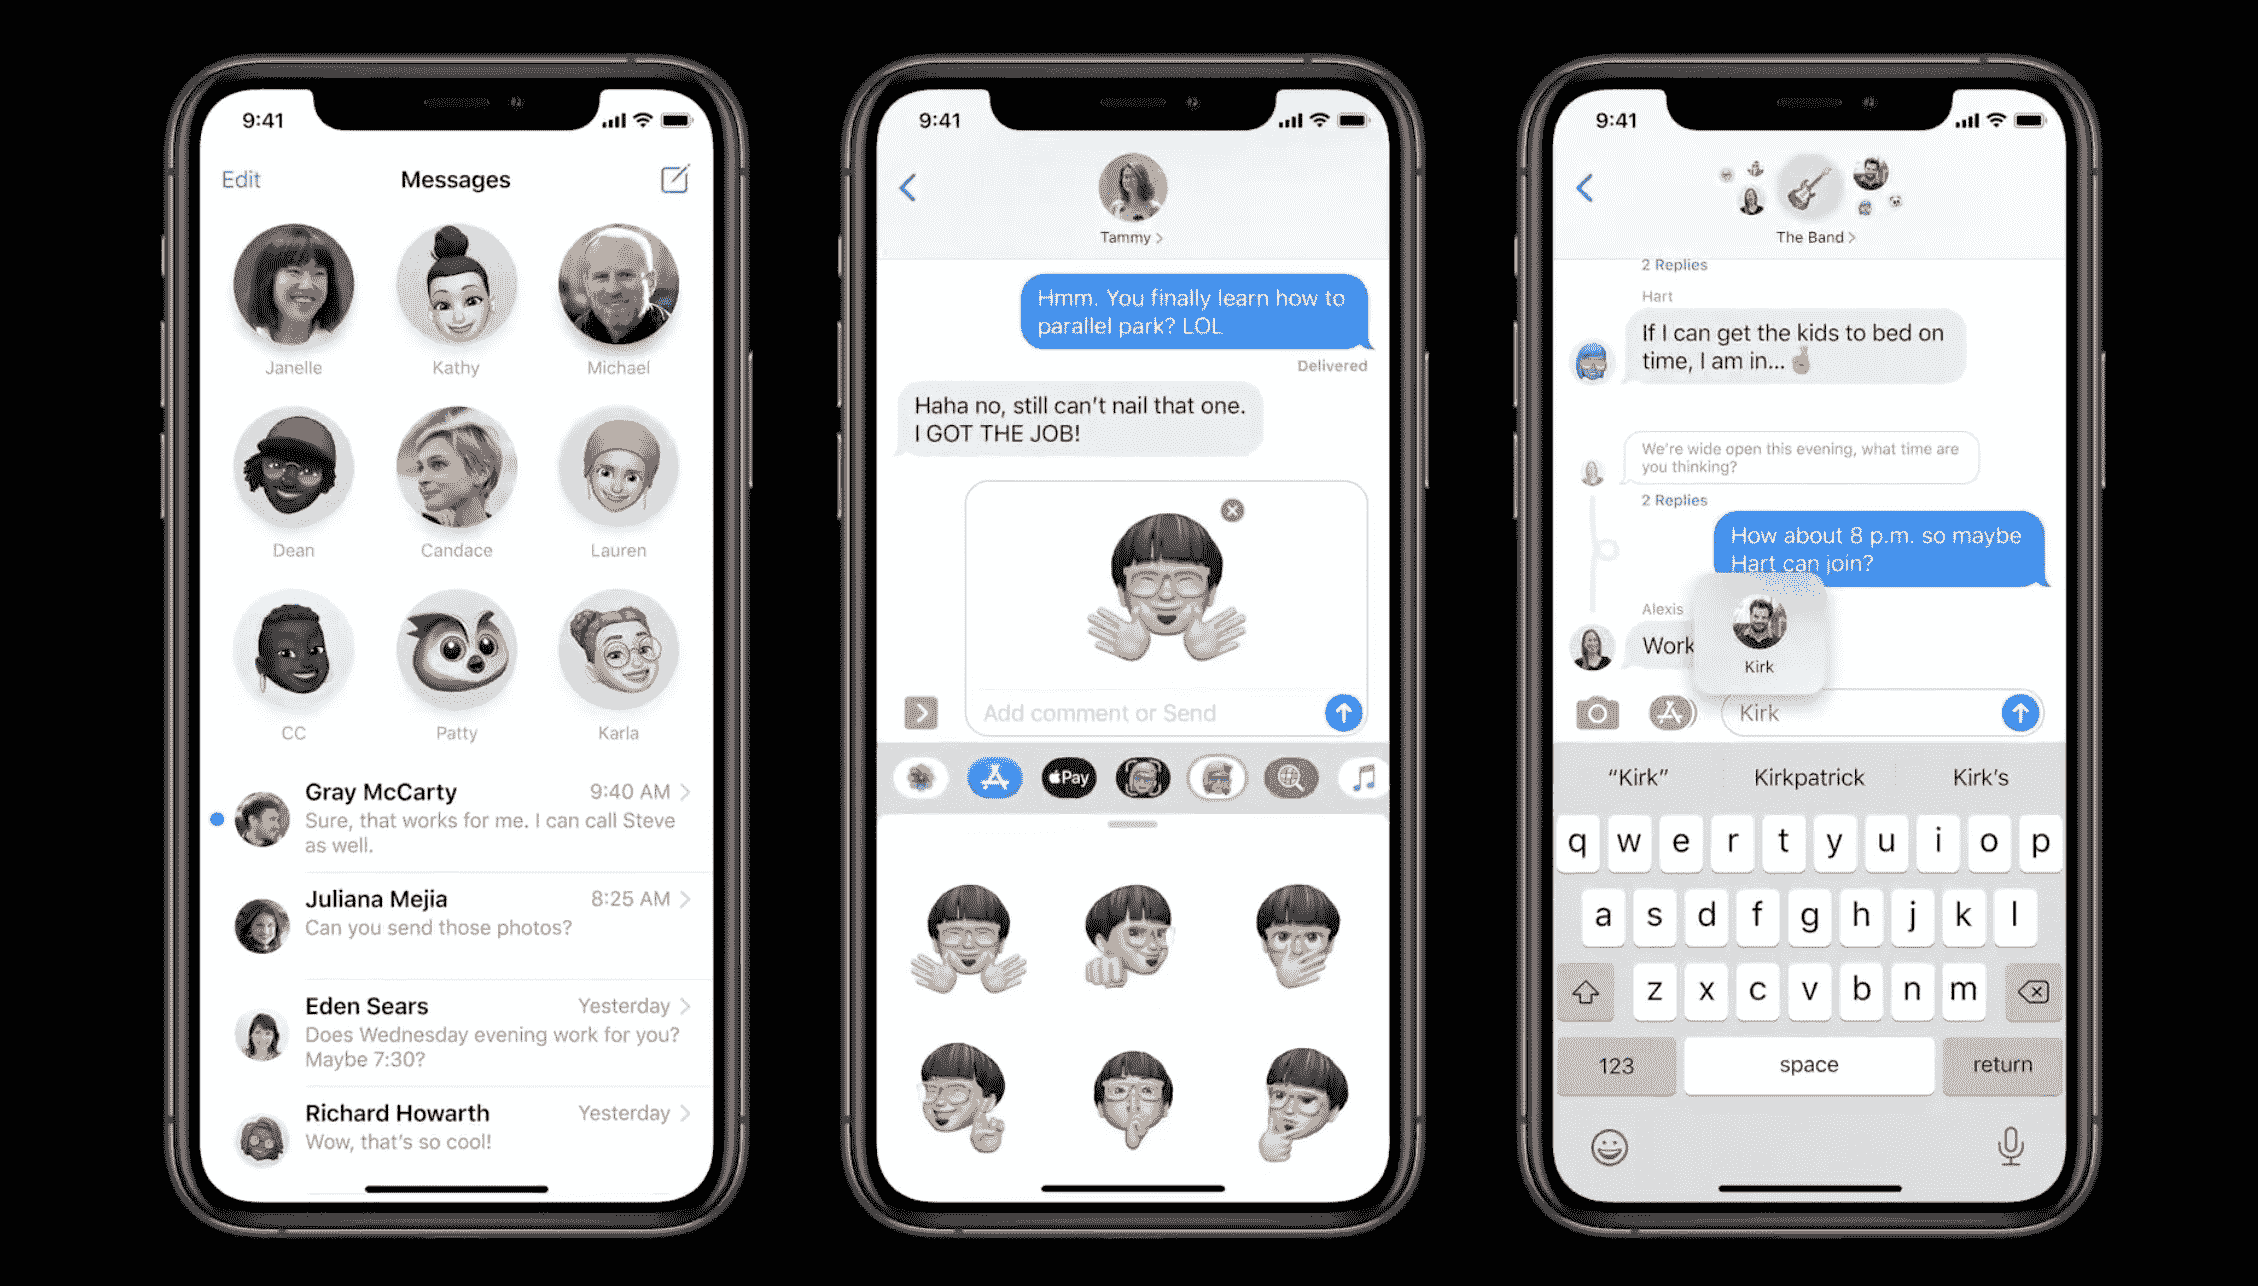 9:41
Edit
Messages
Janelle
Kathy
Michael
Dean
Candace
Lauren
CC
Patty
Karla
Gray McCarty
9:40 AM
Sure, that works for me. I can call Steve
as well.
Juliana Mejia
8:25 AM
Can you send those photos?
Eden Sears
Yesterday
Does Wednesday evening work for you?
Maybe 7:30?
Richard Howarth
Yesterday
Wow, that's so cool!
9:41
Tammy
Hmm. You finally learn how to
parallel park? LOL
Delivered
Haha no, still can't nail that one.
I GOT THE JOB!
Add comment or Send
Pay
9:41
The Band
2 Replies
Hart
If I can get the kids to bed on
time, I am in...
We're wide open this evening, what time are
you thinking?
2 Replies
How about 8 p.m. so maybe
Hart can join?
Alexis
Work
Kirk
Kirk
“Kirk”
Kirkpatrick
Kirk's
q w e r t y u i o p
a s d f g h j k l
z x c v b n m
123
space
return